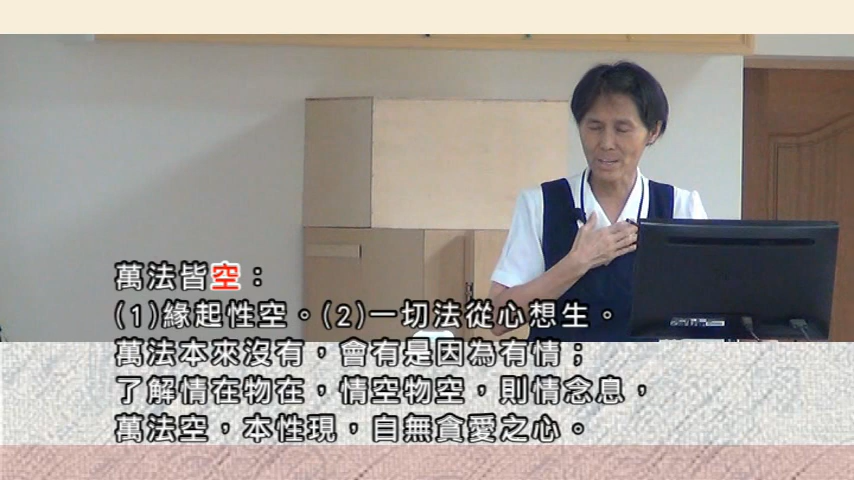 萬法皆空：
(1)緣起性空。(2)一切法從心想生。
萬法本來沒有，會有是因為有情；
了解情在物在，情空物空，則情念息，
萬法空，本性現，自無貪愛之心。